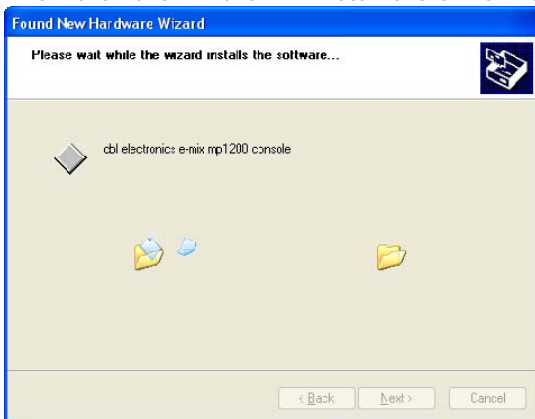 Found New Hardware Wizard
Please wait while the wizard installs the software...
cbl electronics e-mix mp1200 console
< Back
Next >
Cancel